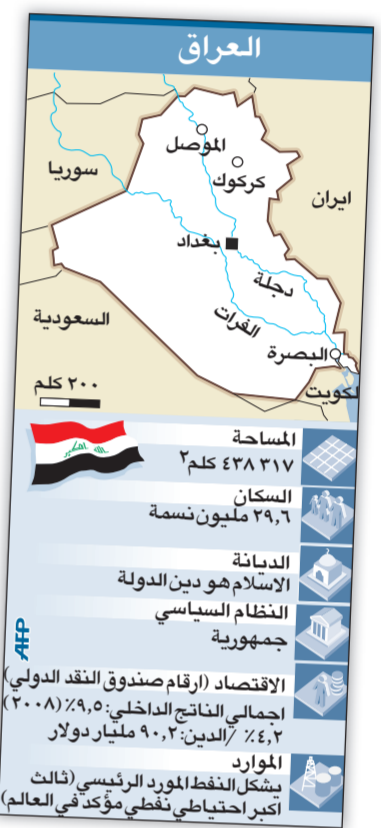 العراق
الموصل
كركوك
سوريا
ايران
بغداد
دجلة
الفرات
السعودية
البصرة
الكويت
٢٠٠ كلم
المساحة
٤٣٨ ٣١٧ كلم٢
السكان
٢٩,٦ مليون نسمة
الديانة
الاسلام هو دين الدولة
النظام السياسي
جمهورية
AFP
الاقتصاد (ارقام صندوق النقد الدولي)
اجمالي الناتج الداخلي: ٩,٥٪ (٢٠٠٨)
٤,٢٪ /الدين: ٩٠,٢ مليار دولار
الموارد
يشكل النفط المورد الرئيسي (ثالث
اكبر احتياطي نفطي مؤكد في العالم)